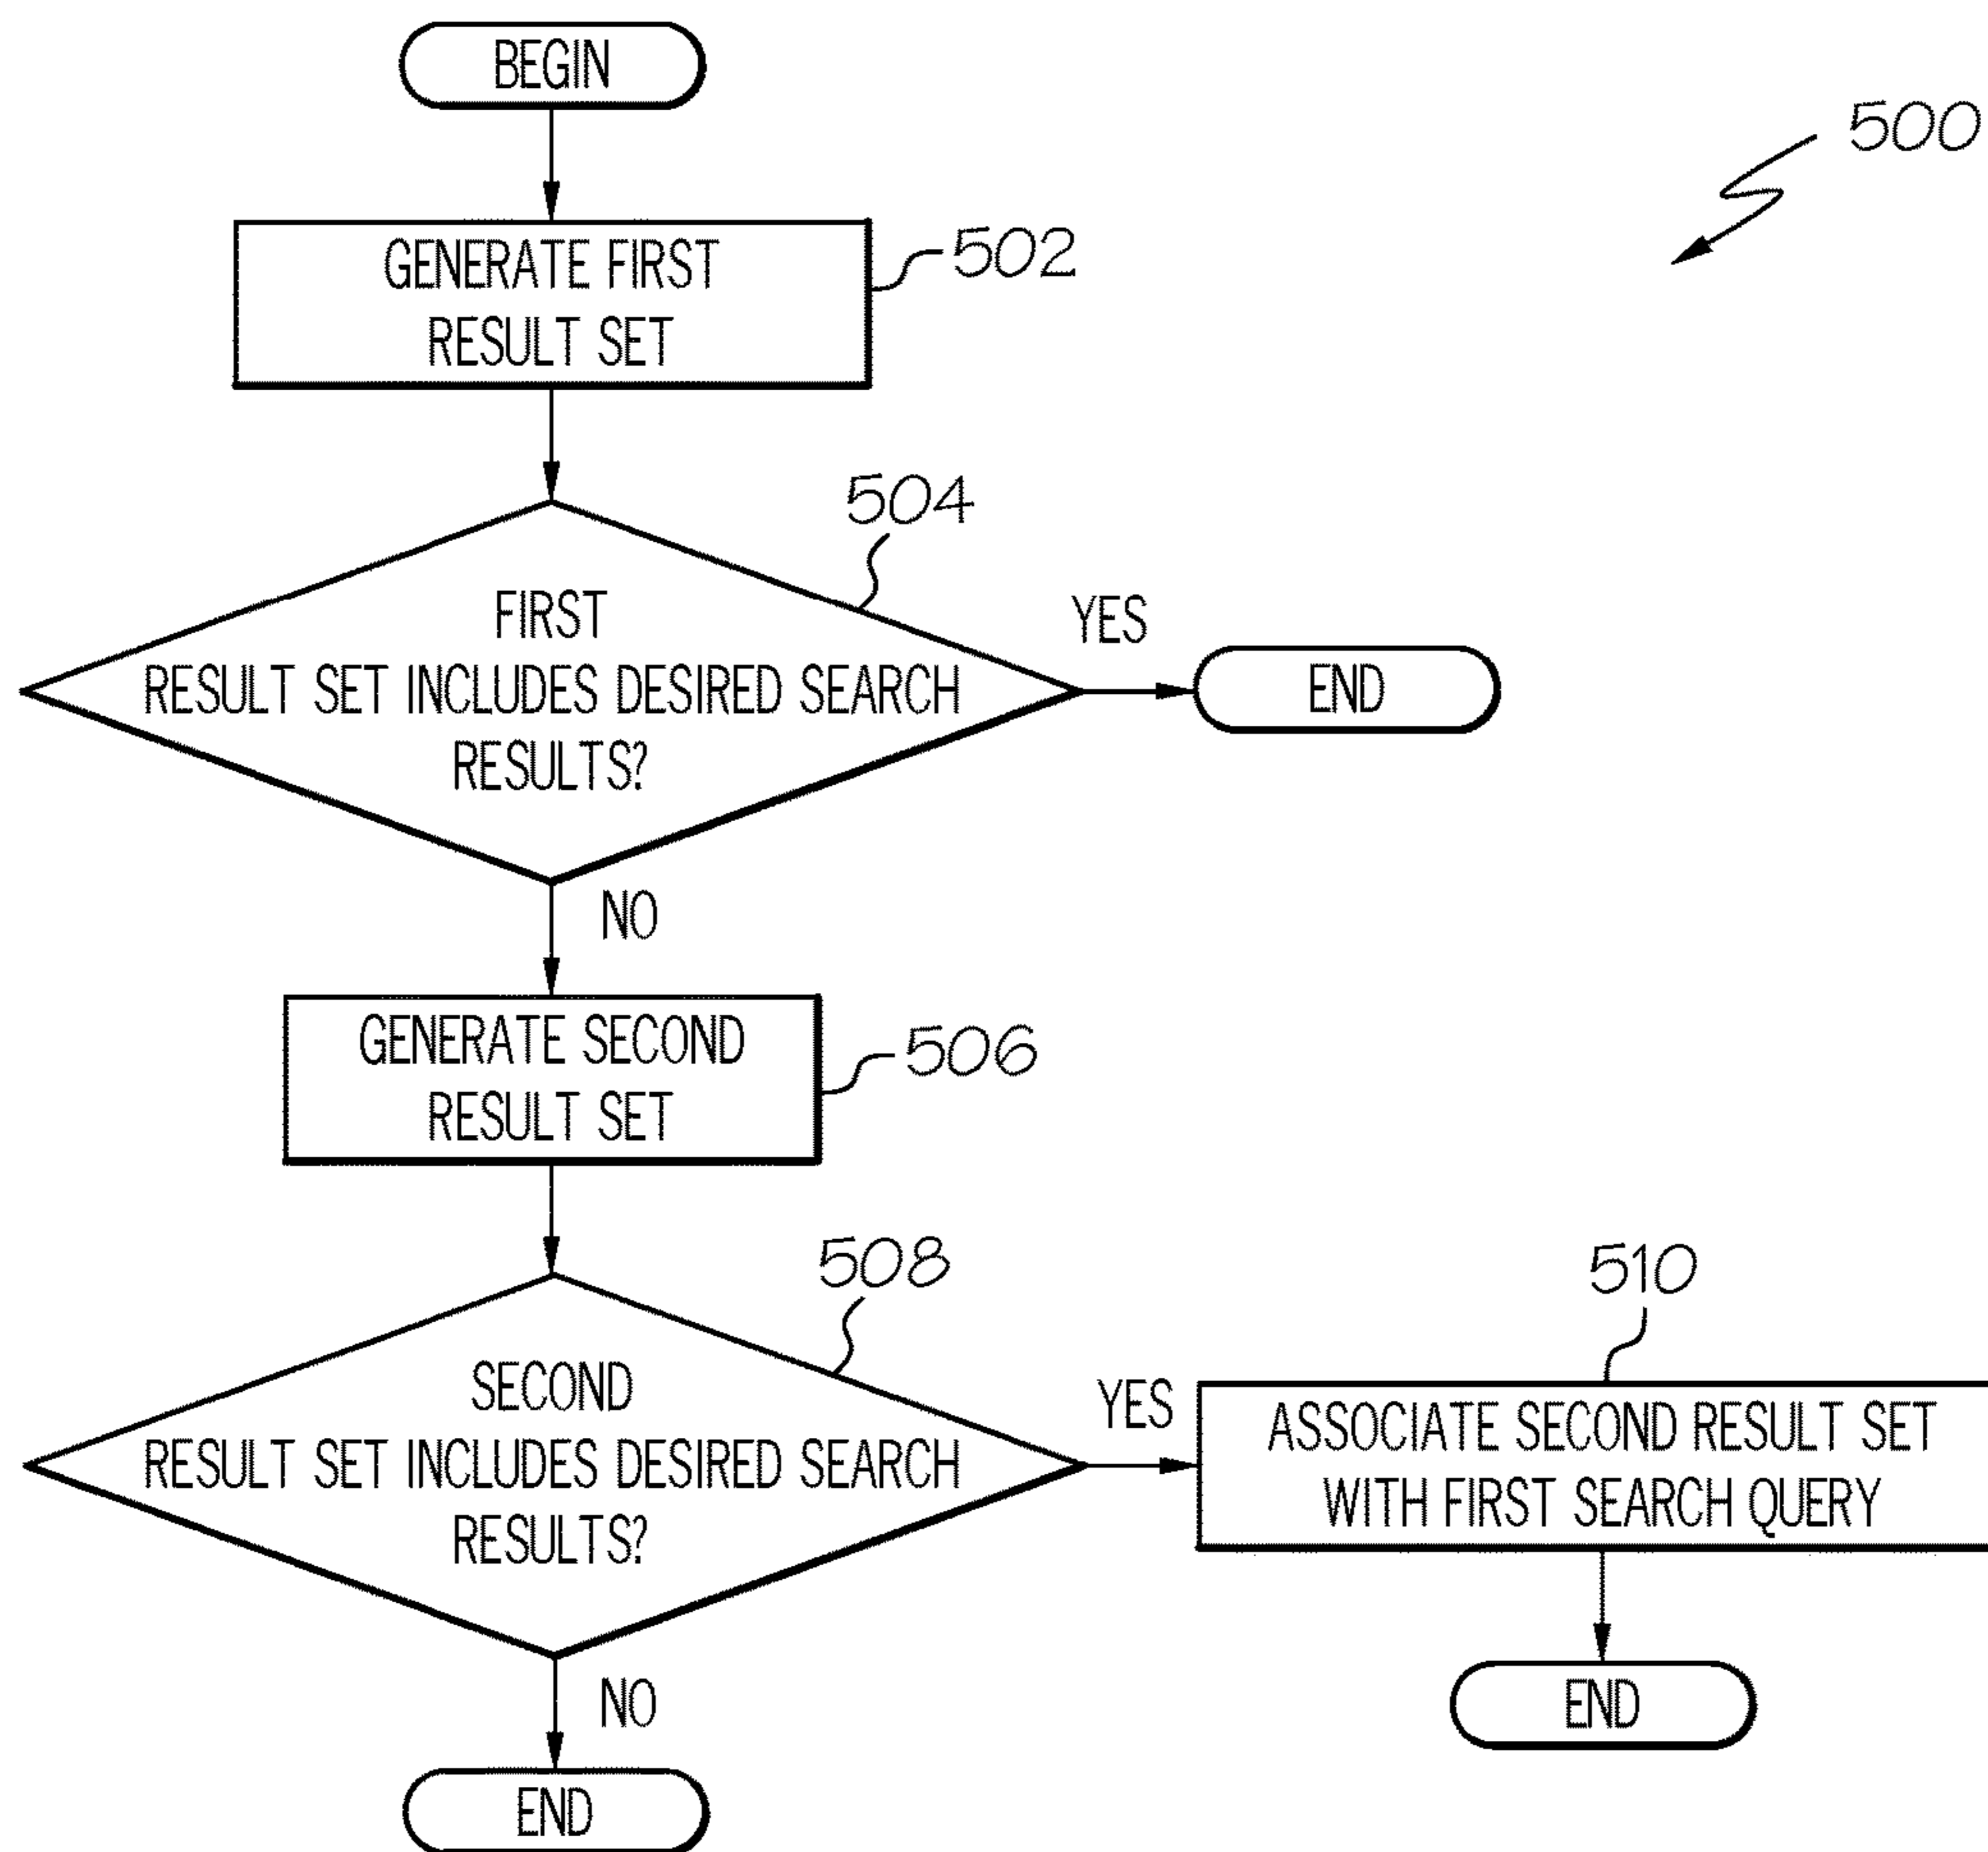 BEGIN
500
GENERATE FIRST
RESULT SET
502
504
FIRST
RESULT SET INCLUDES DESIRED SEARCH
RESULTS?
YES
END
NO
GENERATE SECOND
RESULT SET
506
508
SECOND
RESULT SET INCLUDES DESIRED SEARCH
RESULTS?
YES
510
ASSOCIATE SECOND RESULT SET
WITH FIRST SEARCH QUERY
END
NO
END